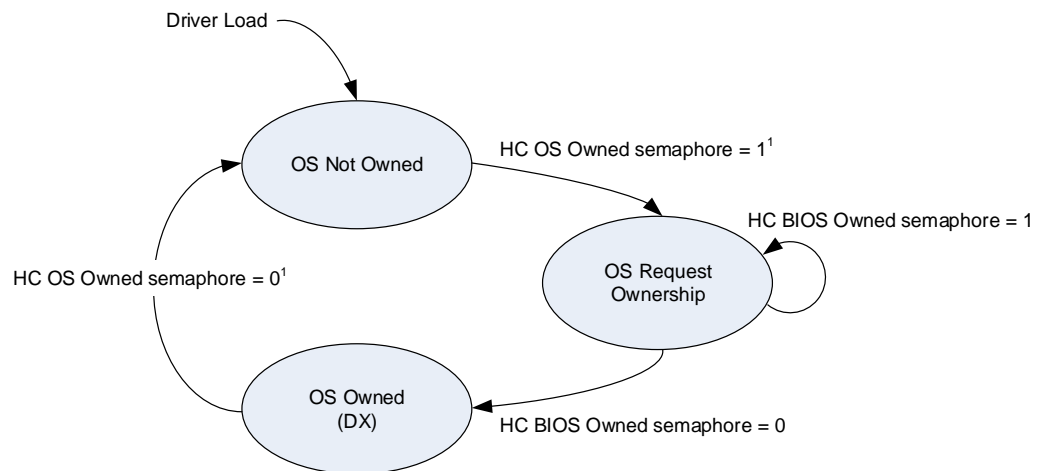 Driver Load
OS Not Owned
HC OS Owned semaphore = 1¹
HC BIOS Owned semaphore = 1
OS Request
Ownership
HC OS Owned semaphore = 0¹
OS Owned
(DX)
HC BIOS Owned semaphore = 0